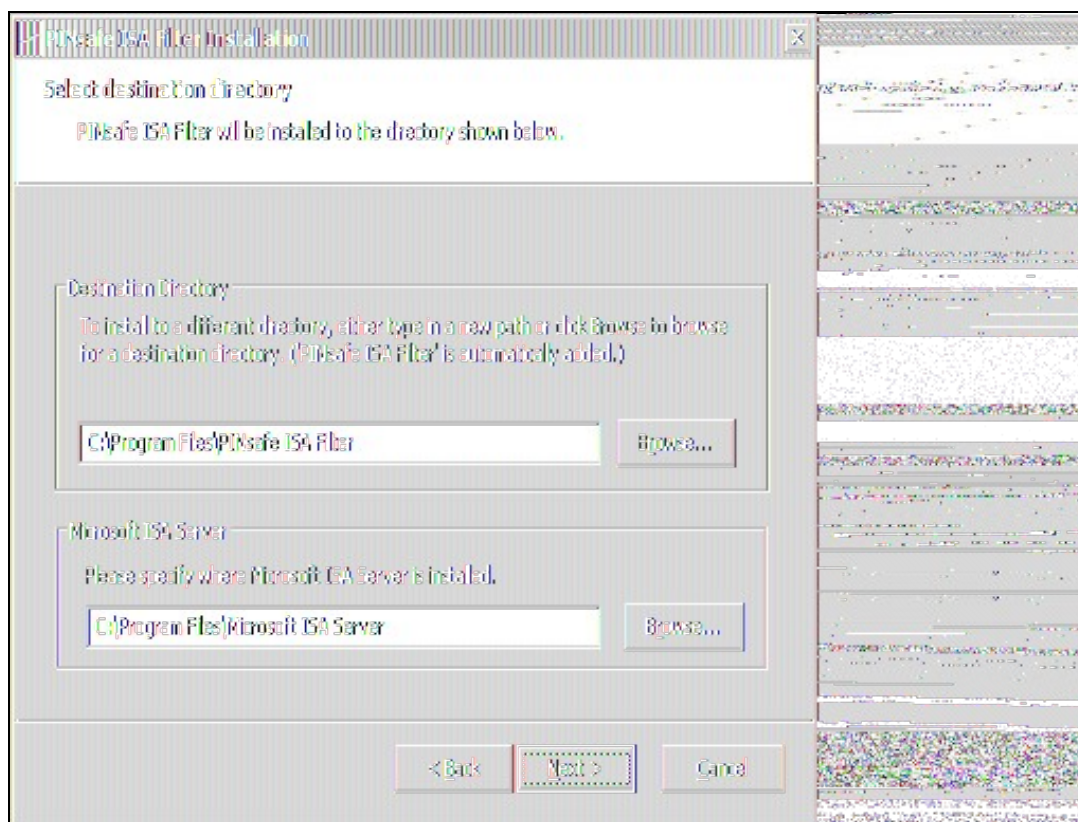 PINsafe ISA Filter Installation
Select destination directory
PINsafe ISA Filter will be installed to the directory shown below.
Destination Directory
To install to a different directory, either type in a new path or click Browse to browse
for a destination directory. ('PINsafe ISA Filter' is automatically added.)
C:\Program Files\PINsafe ISA Filter
Browse...
Microsoft ISA Server
Please specify where Microsoft ISA Server is installed.
C:\Program Files\Microsoft ISA Server
Browse...
< Back
Next >
Cancel